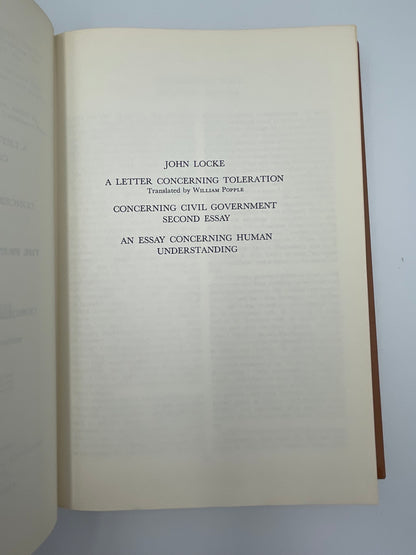 JOHN LOCKE
A LETTER CONCERNING TOLERATION
Translated by WILLIAM POPPLE
CONCERNING CIVIL GOVERNMENT
SECOND ESSAY
AN ESSAY CONCERNING HUMAN
UNDERSTANDING